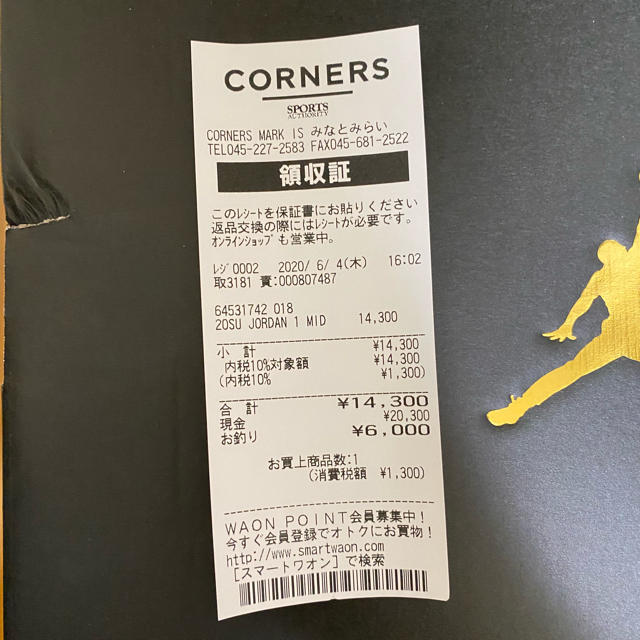 CORNERS
SPORTS
AUTHORITY
CORNERS MARK IS みなとみらい
TEL045-227-2583 FAX045-681-2522
領収証
このレシートを保証書にお貼りください
返品交換の際にはレシートが必要です。
オンラインショップも営業中。
レジ0002 2020/ 6/ 4(木) 16:02
取3181 責:000807487
64531742 018
20SU JORDAN 1 MID 14,300
小 計 ¥14,300
内税10%対象額 ¥14,300
(内税10% ¥1,300)
合 計 ¥14,300
現金 ¥20,300
お釣り ¥6,000
お買上商品数:1
(消費税額 ¥1,300)
WAON POINT会員募集中!
今すぐ会員登録でオトクにお買物!
http://www.smartwaon.com
[スマートワオン]で検索